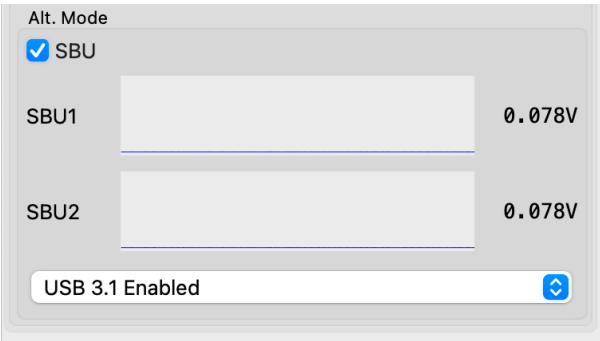 Alt. Mode
SBU
SBU1 0.078V
SBU2 0.078V
USB 3.1 Enabled